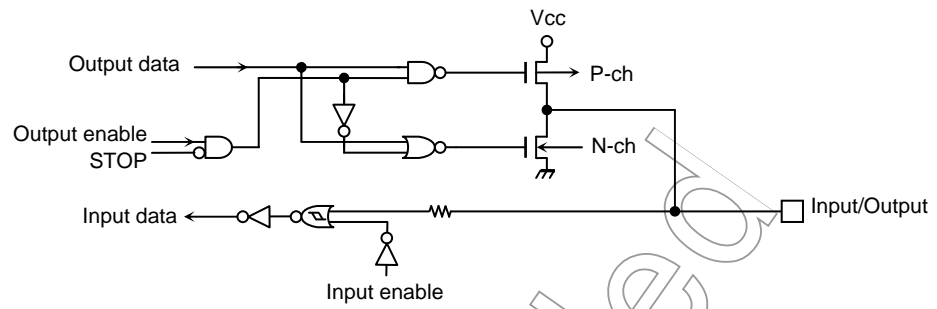 Vcc
Output data
P-ch
Output enable
STOP
N-ch
Input data
Input/Output
Input enable